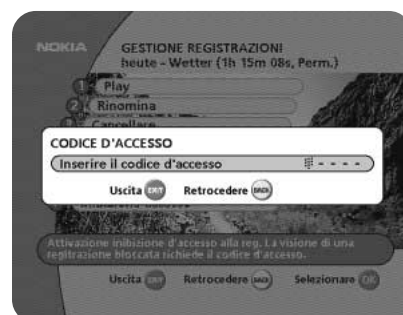 NOKIA
GESTIONE REGISTRAZIONI
heute - Wetter (1h 15m 08s, Perm.)
1 Play
2 Rinomina
Cancellare
CODICE D'ACCESSO
Inserire il codice d'accesso - - - -
Uscita EXIT Retrocedere BACK
Attivazione inibizione d'accesso alla reg. La visione di una
registrazione bloccata richiede il codice d'accesso.
Uscita EXIT Retrocedere BACK Selezionare OK